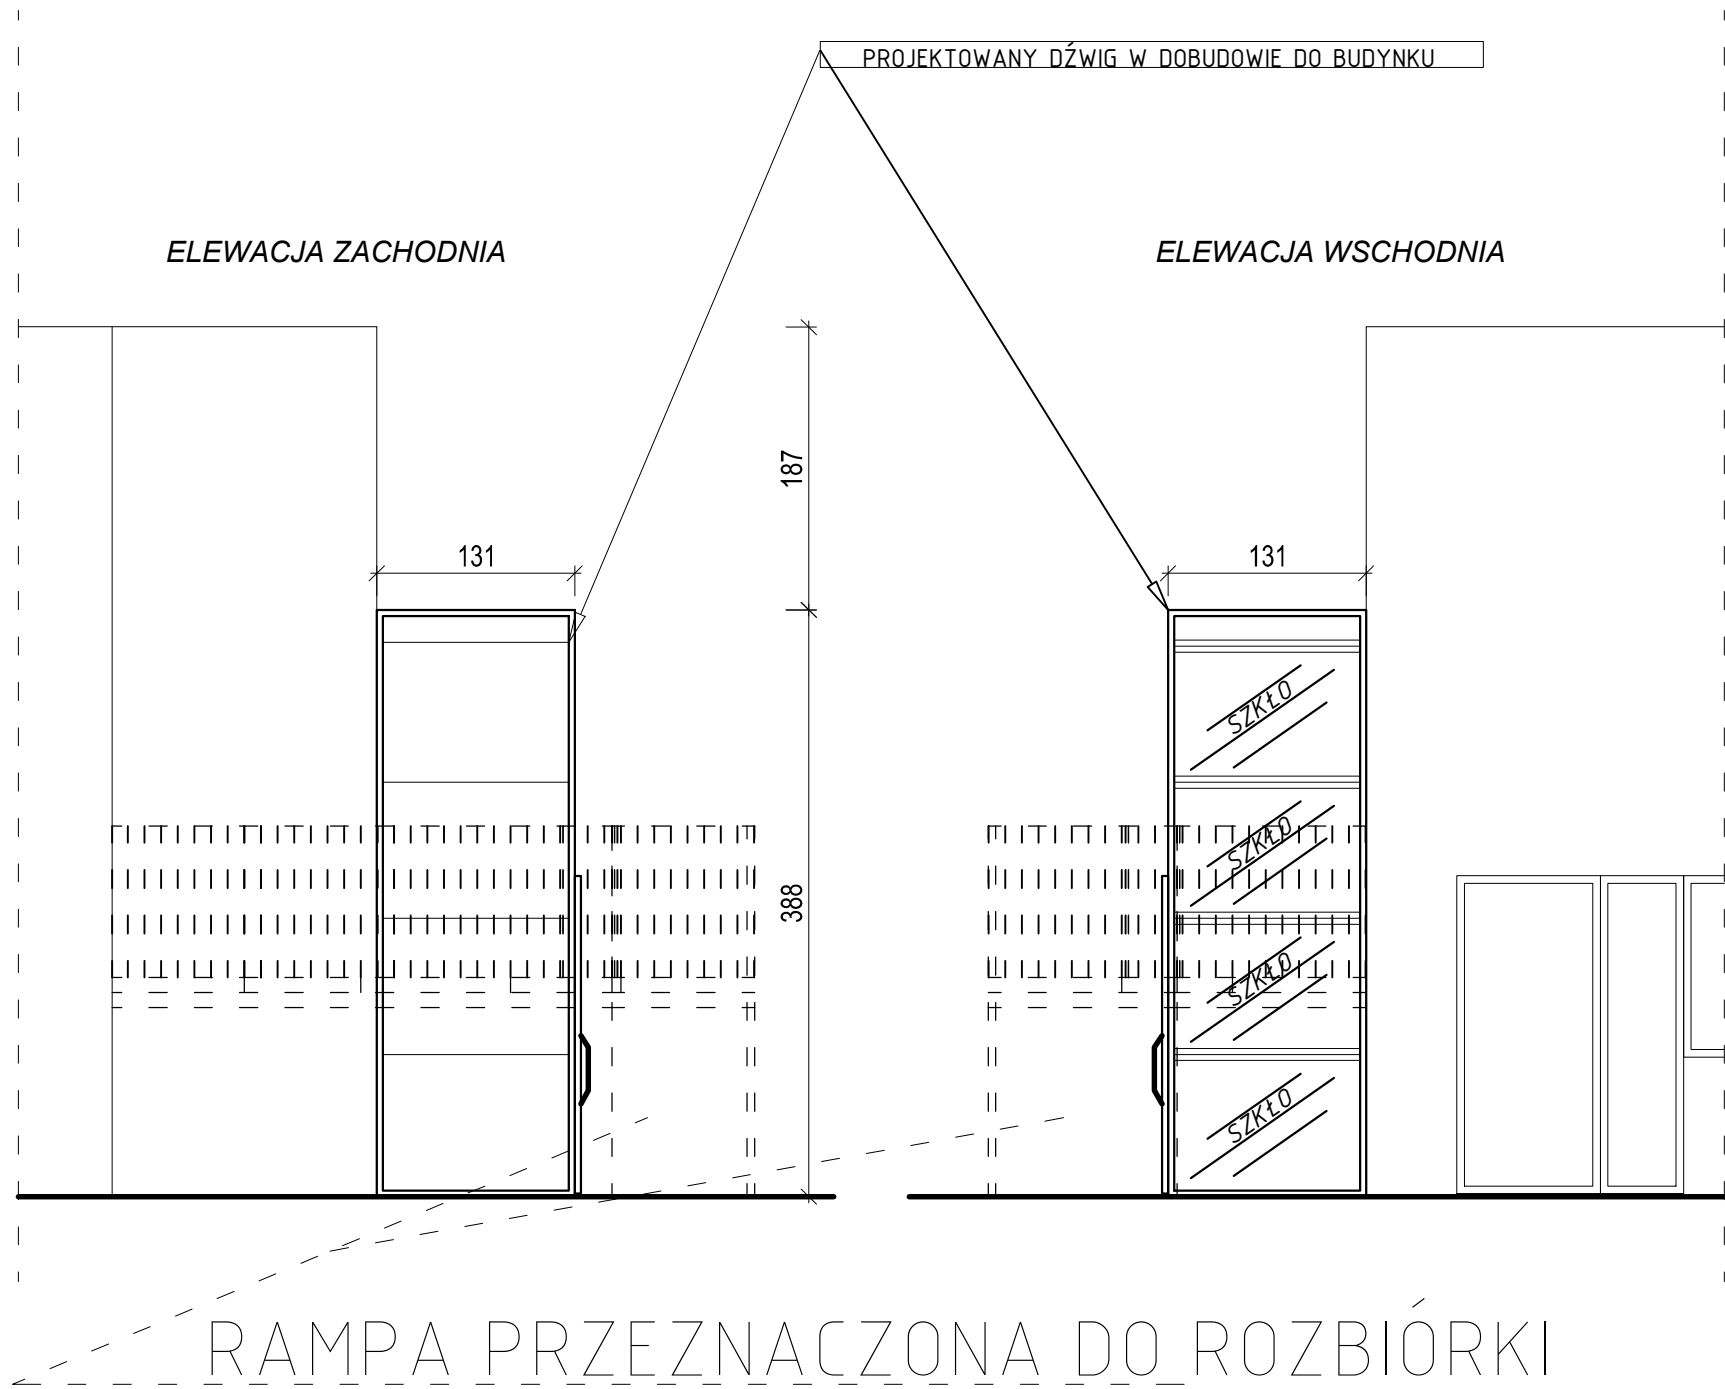 PROJEKTOWANY DŹWIG W DOBUDOWIE DO BUDYNKU
ELEWACJA ZACHODNIA
ELEWACJA WSCHODNIA
187
131
131
388
SZKŁO
SZKŁO
SZKŁO
SZKŁO
RAMPA PRZEZNACZONA DO ROZBIÓRKI